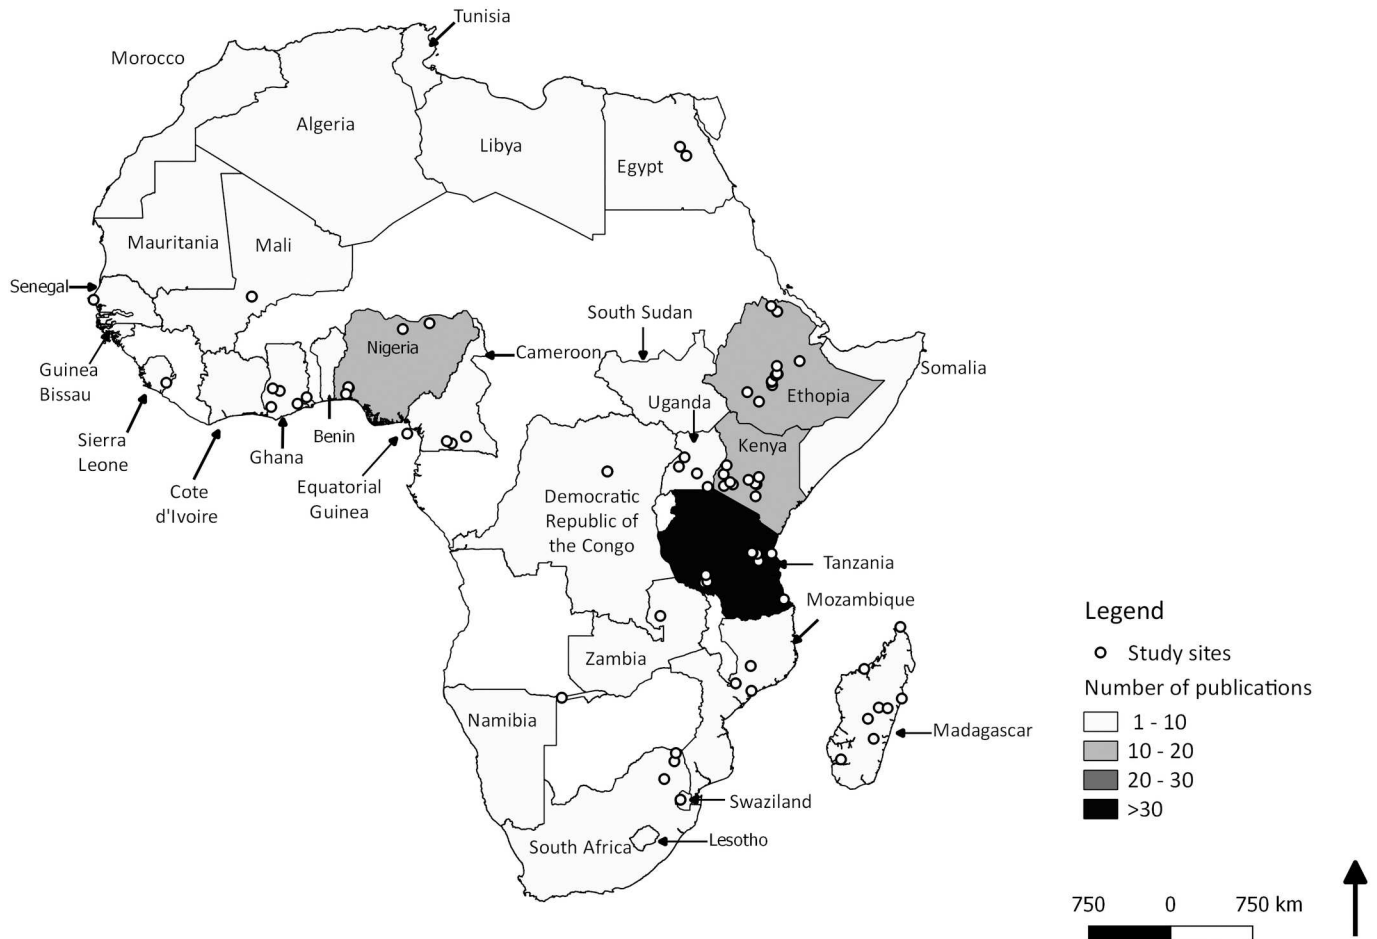 Tunisia
Morocco
Algeria
Libya
Egypt
Mauritania
Mali
Senegal
South Sudan
Nigeria
Cameroon
Guinea
Bissau
Somalia
Ethopia
Uganda
Sierra
Leone
Ghana
Benin
Kenya
Cote
d'Ivoire
Equatorial
Guinea
Democratic
Republic of
the Congo
Tanzania
Mozambique
Zambia
Namibia
Madagascar
Swaziland
South Africa
Lesotho
Legend
Study sites
Number of publications
1 - 10
10 - 20
20 - 30
>30
750 0 750 km